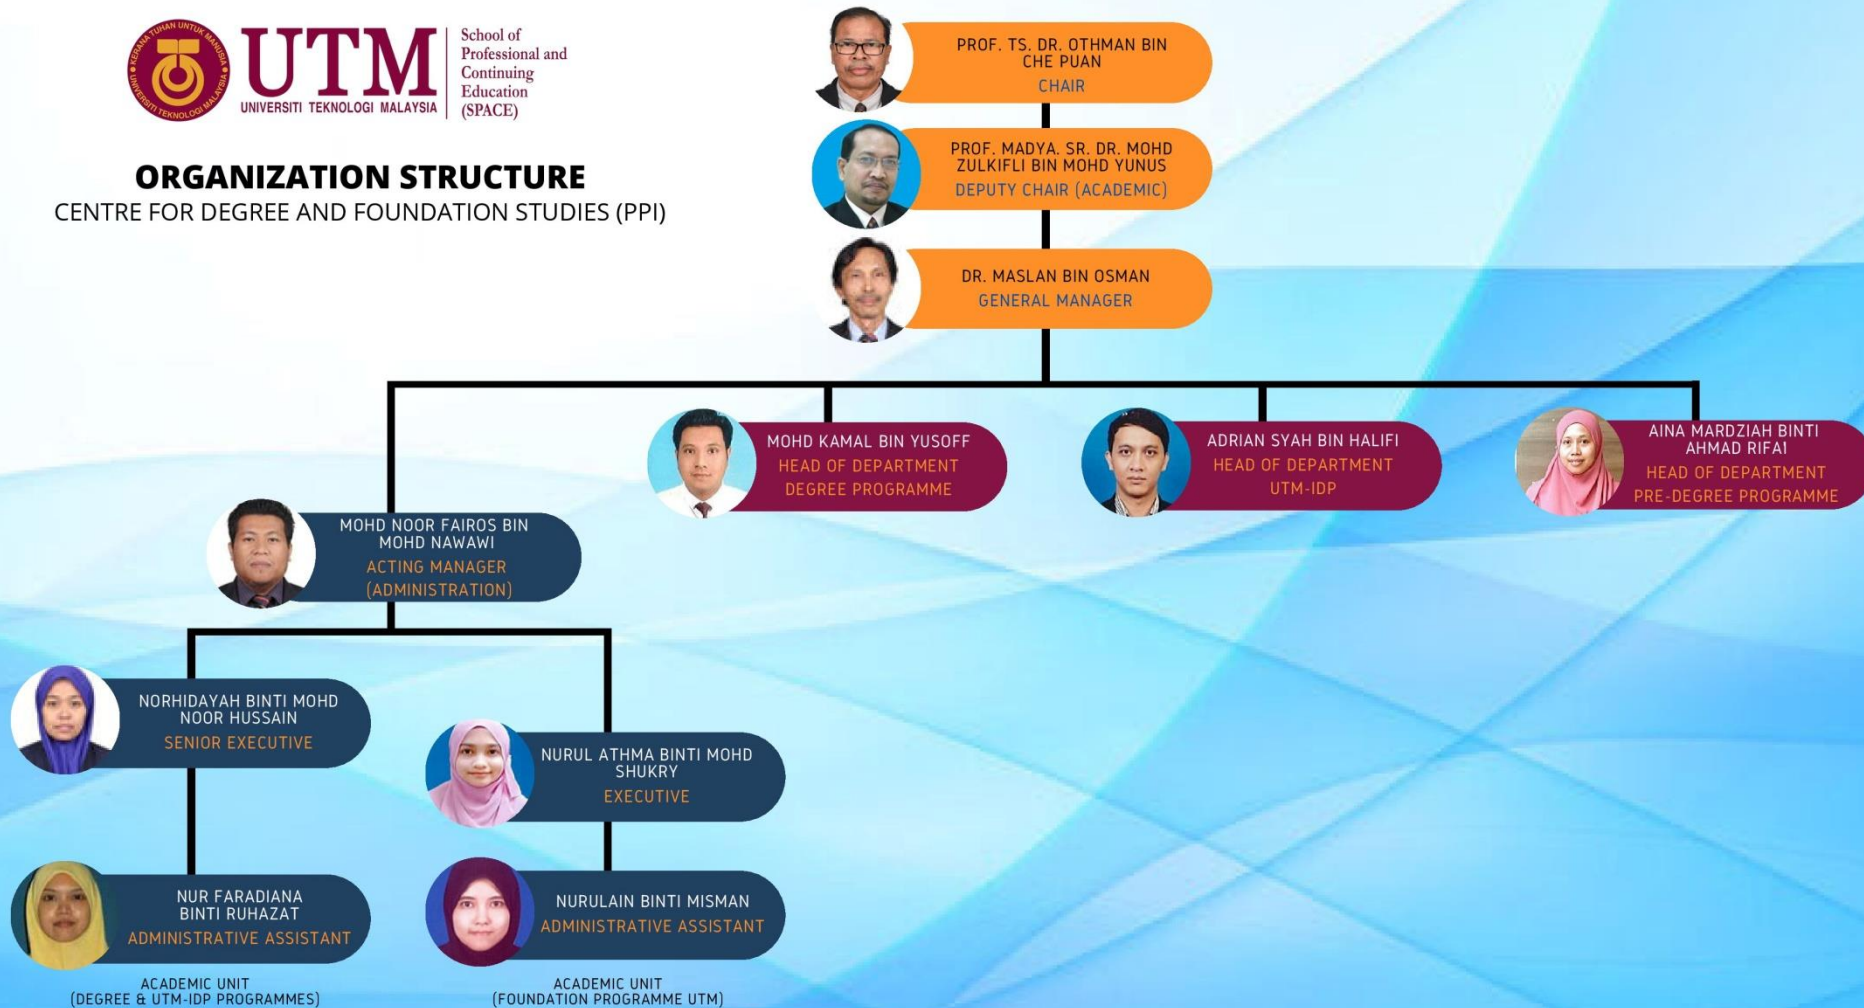 KERANA TUHAN UNTUK MANUSIA
UNIVERSITI TEKNOLOGI MALAYSIA
UTM
UNIVERSITI TEKNOLOGI MALAYSIA
School of
Professional and
Continuing
Education
(SPACE)
ORGANIZATION STRUCTURE
CENTRE FOR DEGREE AND FOUNDATION STUDIES (PPI)
PROF. TS. DR. OTHMAN BIN
CHE PUAN
CHAIR
PROF. MADYA. SR. DR. MOHD
ZULKIFLI BIN MOHD YUNUS
DEPUTY CHAIR (ACADEMIC)
DR. MASLAN BIN OSMAN
GENERAL MANAGER
MOHD KAMAL BIN YUSOFF
HEAD OF DEPARTMENT
DEGREE PROGRAMME
ADRIAN SYAH BIN HALIFI
HEAD OF DEPARTMENT
UTM-IDP
AINA MARDZIAH BINTI
AHMAD RIFAI
HEAD OF DEPARTMENT
PRE-DEGREE PROGRAMME
MOHD NOOR FAIROS BIN
MOHD NAWAWI
ACTING MANAGER
(ADMINISTRATION)
NORHIDAYAH BINTI MOHD
NOOR HUSSAIN
SENIOR EXECUTIVE
NURUL ATHMA BINTI MOHD
SHUKRY
EXECUTIVE
NUR FARADIANA
BINTI RUHAZAT
ADMINISTRATIVE ASSISTANT
NURULAIN BINTI MISMAN
ADMINISTRATIVE ASSISTANT
ACADEMIC UNIT
(DEGREE & UTM-IDP PROGRAMMES)
ACADEMIC UNIT
(FOUNDATION PROGRAMME UTM)